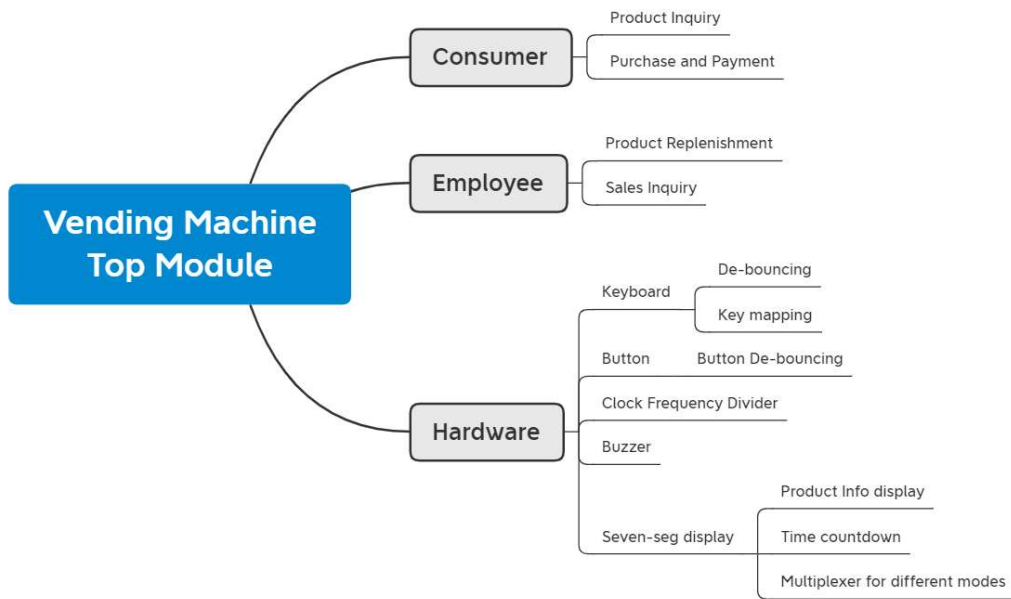 Vending Machine
Top Module
Consumer
Product Inquiry
Purchase and Payment
Employee
Product Replenishment
Sales Inquiry
Hardware
Keyboard
De-bouncing
Key mapping
Button
Button De-bouncing
Clock Frequency Divider
Buzzer
Seven-seg display
Product Info display
Time countdown
Multiplexer for different modes